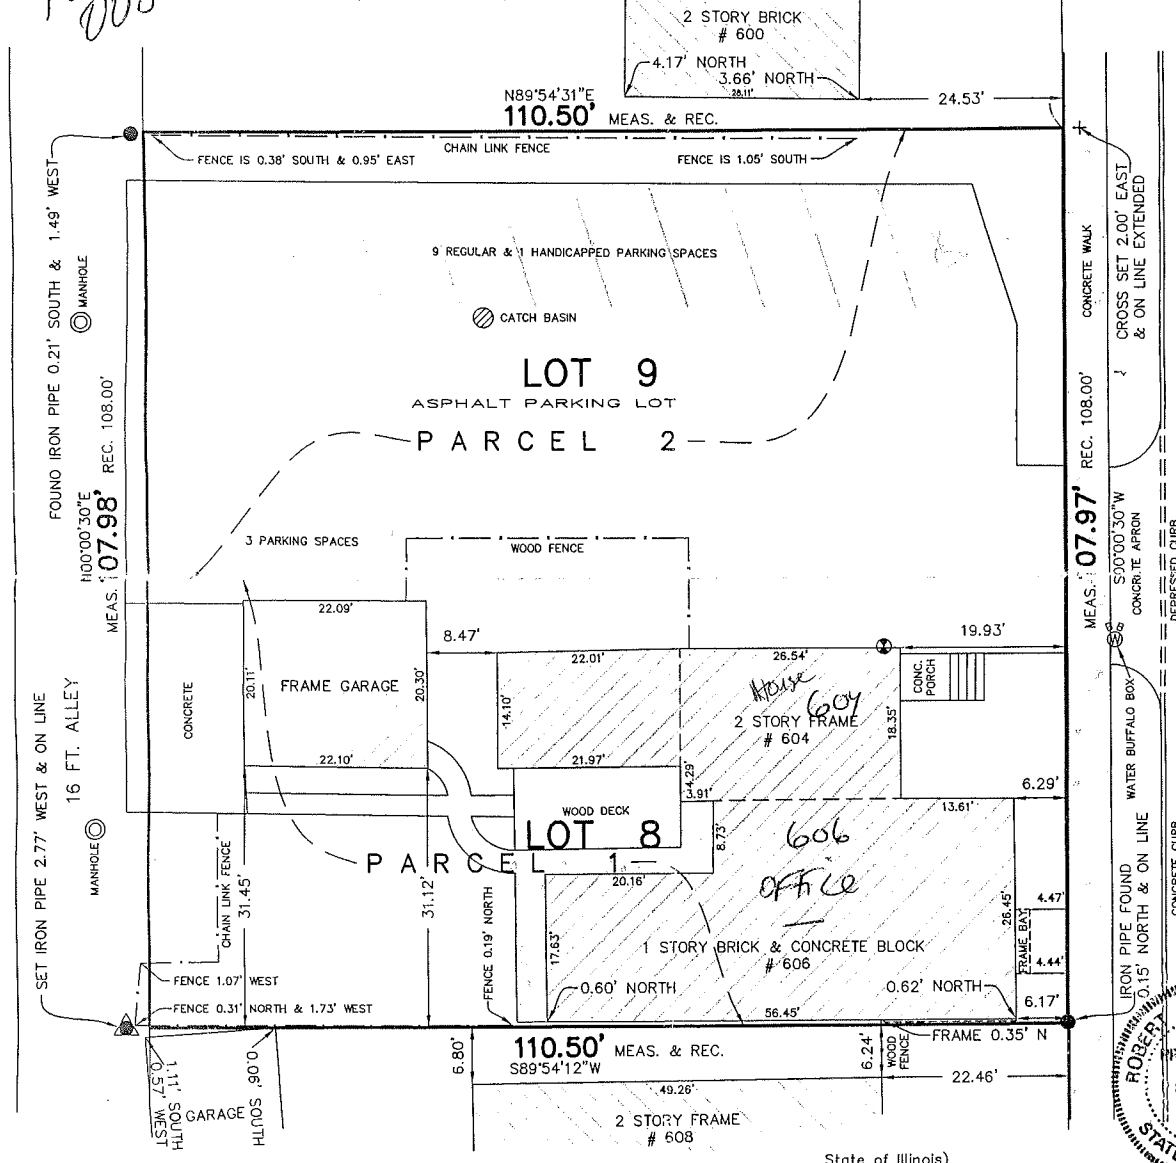 2 STORY BRICK
# 600
4.17' NORTH
3.66' NORTH
28.11'
24.53'
N89°54'31"E
110.50' MEAS. & REC.
CHAIN LINK FENCE
FENCE IS 0.38' SOUTH & 0.95' EAST
FENCE IS 1.05' SOUTH
FOUND IRON PIPE 0.21' SOUTH & 1.49' WEST
MANHOLE
9 REGULAR & 1 HANDICAPPED PARKING SPACES
CATCH BASIN
CONCRETE WALK
CROSS SET 2.00' EAST
& ON LINE EXTENDED
LOT 9
ASPHALT PARKING LOT
PARCEL 2
N00°00'30"E
MEAS. 107.98' REC. 108.00'
MEAS. 107.97' REC. 108.00'
S00°00'30"W
CONCRETE APRON
DEPRESSED CURB
3 PARKING SPACES
WOOD FENCE
22.09'
8.47'
22.01'
26.54'
19.93'
B B
W
20.11'
FRAME GARAGE
20.30'
14.10'
House
604
2 STORY FRAME
# 604
18.35'
CONC.
PORCH
CONCRETE
16 FT. ALLEY
SET IRON PIPE 2.77' WEST & ON LINE
WATER BUFFALO BOX
22.10'
21.97'
4.29'
3.91'
13.61'
6.29'
WOOD DECK
LOT 8
8.73'
606
OFFICE
PARCEL 1
20.16'
MANHOLE
CHAIN LINK FENCE
31.45'
31.12'
FENCE 0.19' NORTH
17.63'
1 STORY BRICK & CONCRETE BLOCK
# 606
26.45'
FRAME BAY
4.47'
4.44'
IRON PIPE FOUND
0.15' NORTH & ON LINE
CONCRETE CURB
FENCE 1.07' WEST
FENCE 0.31' NORTH & 1.73' WEST
0.60' NORTH
0.62' NORTH
6.17'
56.45'
FRAME 0.35' N
110.50' MEAS. & REC.
S89°54'12"W
6.80'
6.24'
WOOD
FENCE
22.46'
1.11' SOUTH
0.57' WEST
GARAGE
0.06' SOUTH
49.26'
2 STORY FRAME
# 608
ROBERT
STATE
State of Illinois)